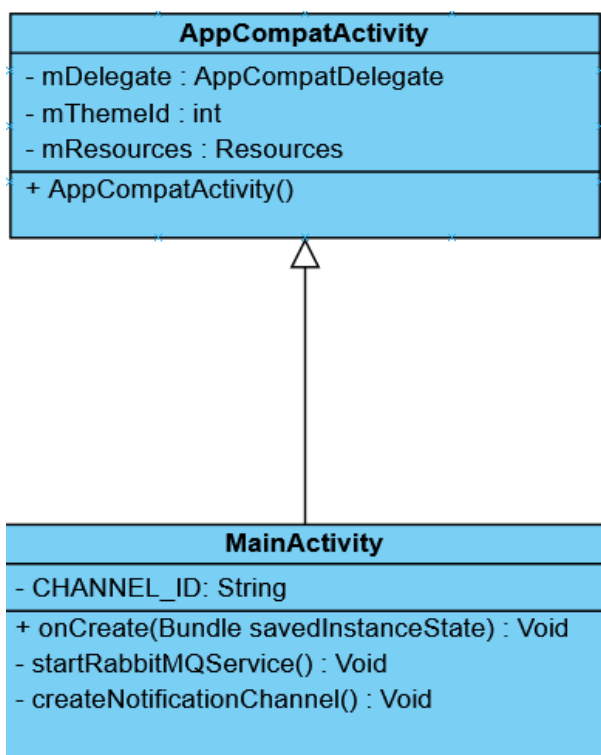 AppCompatActivity
- mDelegate : AppCompatDelegate
- mThemeId : int
- mResources : Resources
+ AppCompatActivity()
MainActivity
- CHANNEL_ID: String
+ onCreate(Bundle savedInstanceState) : Void
- startRabbitMQService() : Void
- createNotificationChannel() : Void